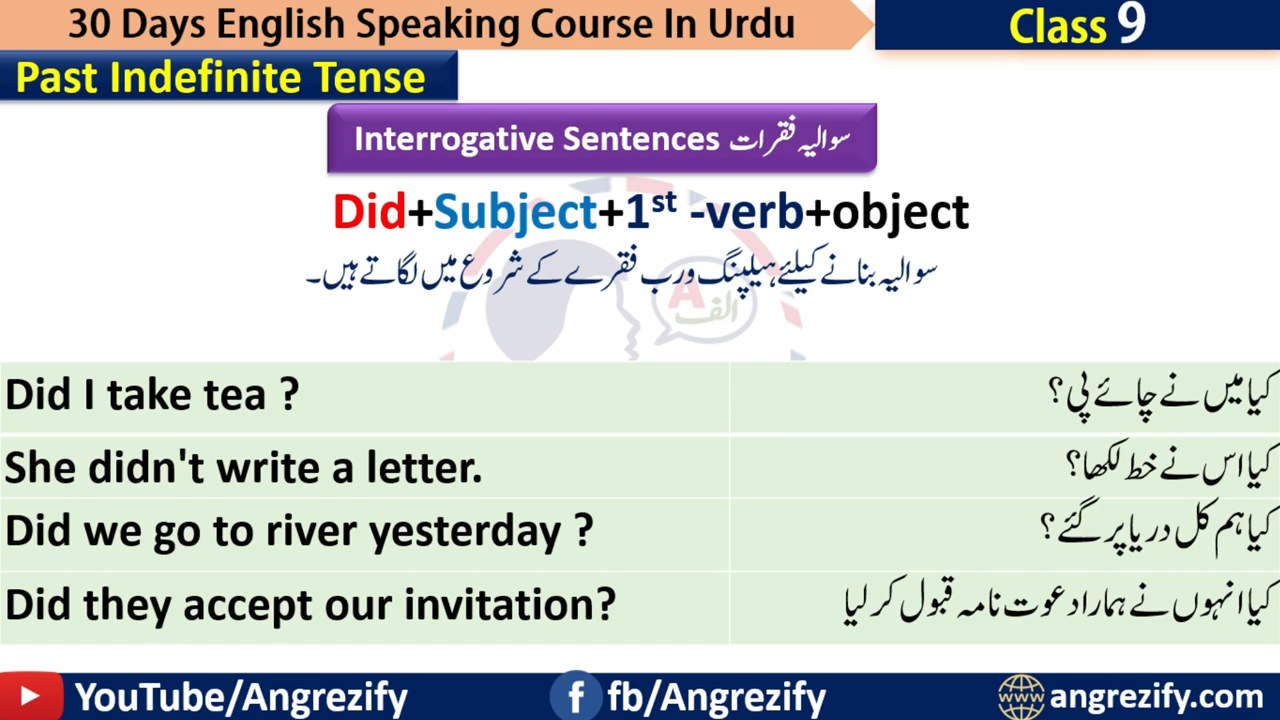 30 Days English Speaking Course In Urdu
Class 9
Past Indefinite Tense
Interrogative Sentences سوالیہ فقرات
Did+Subject+1st -verb+object
سوالیہ بنانے کیلئے ہیلپنگ ورب فقرے کے شروع میں لگاتے ہیں۔
A
الف
Did I take tea ?
کیا میں نے چائے پی؟
She didn't write a letter.
کیا اس نے خط لکھا؟
Did we go to river yesterday ?
کیا ہم کل دریا پر گئے؟
Did they accept our invitation?
کیا انہوں نے ہمارا دعوت نامہ قبول کر لیا
YouTube/Angrezify
f fb/Angrezify
www angrezify.com